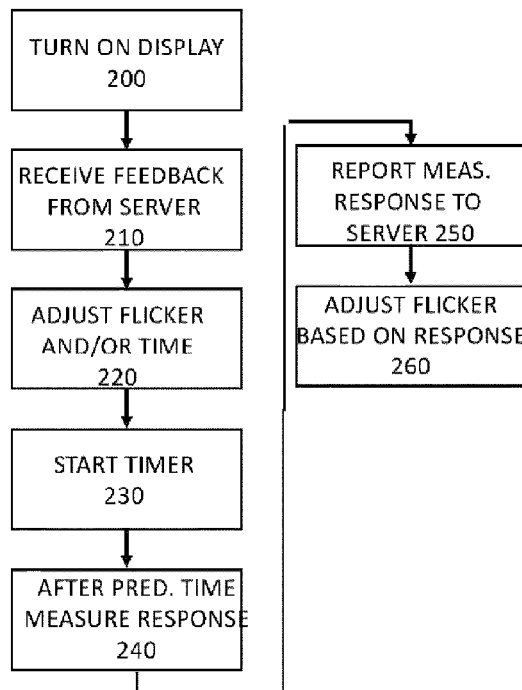 TURN ON DISPLAY
200
RECEIVE FEEDBACK
FROM SERVER
210
ADJUST FLICKER
AND/OR TIME
220
START TIMER
230
AFTER PRED. TIME
MEASURE RESPONSE
240
REPORT MEAS.
RESPONSE TO
SERVER 250
ADJUST FLICKER
BASED ON RESPONSE
260